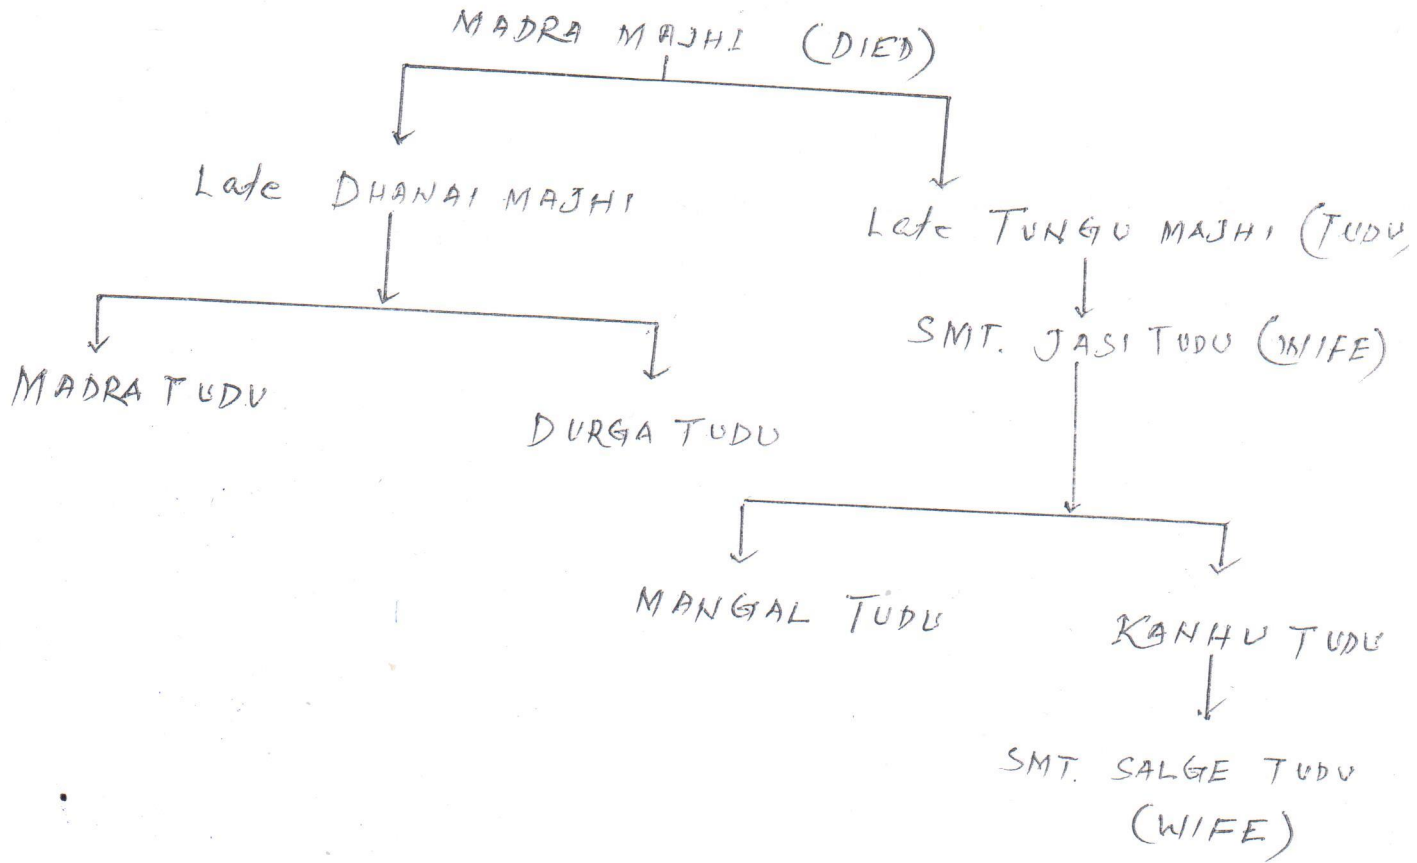 MADRA MAJHI (DIED)
Late DHANAI MAJHI
Late TUNGU MAJHI (TUDU)
SMT. JASI TUDU (WIFE)
MADRA TUDU
DURGA TUDU
MANGAL TUDU
KANHU TUDU
SMT. SALGE TUDU
(WIFE)